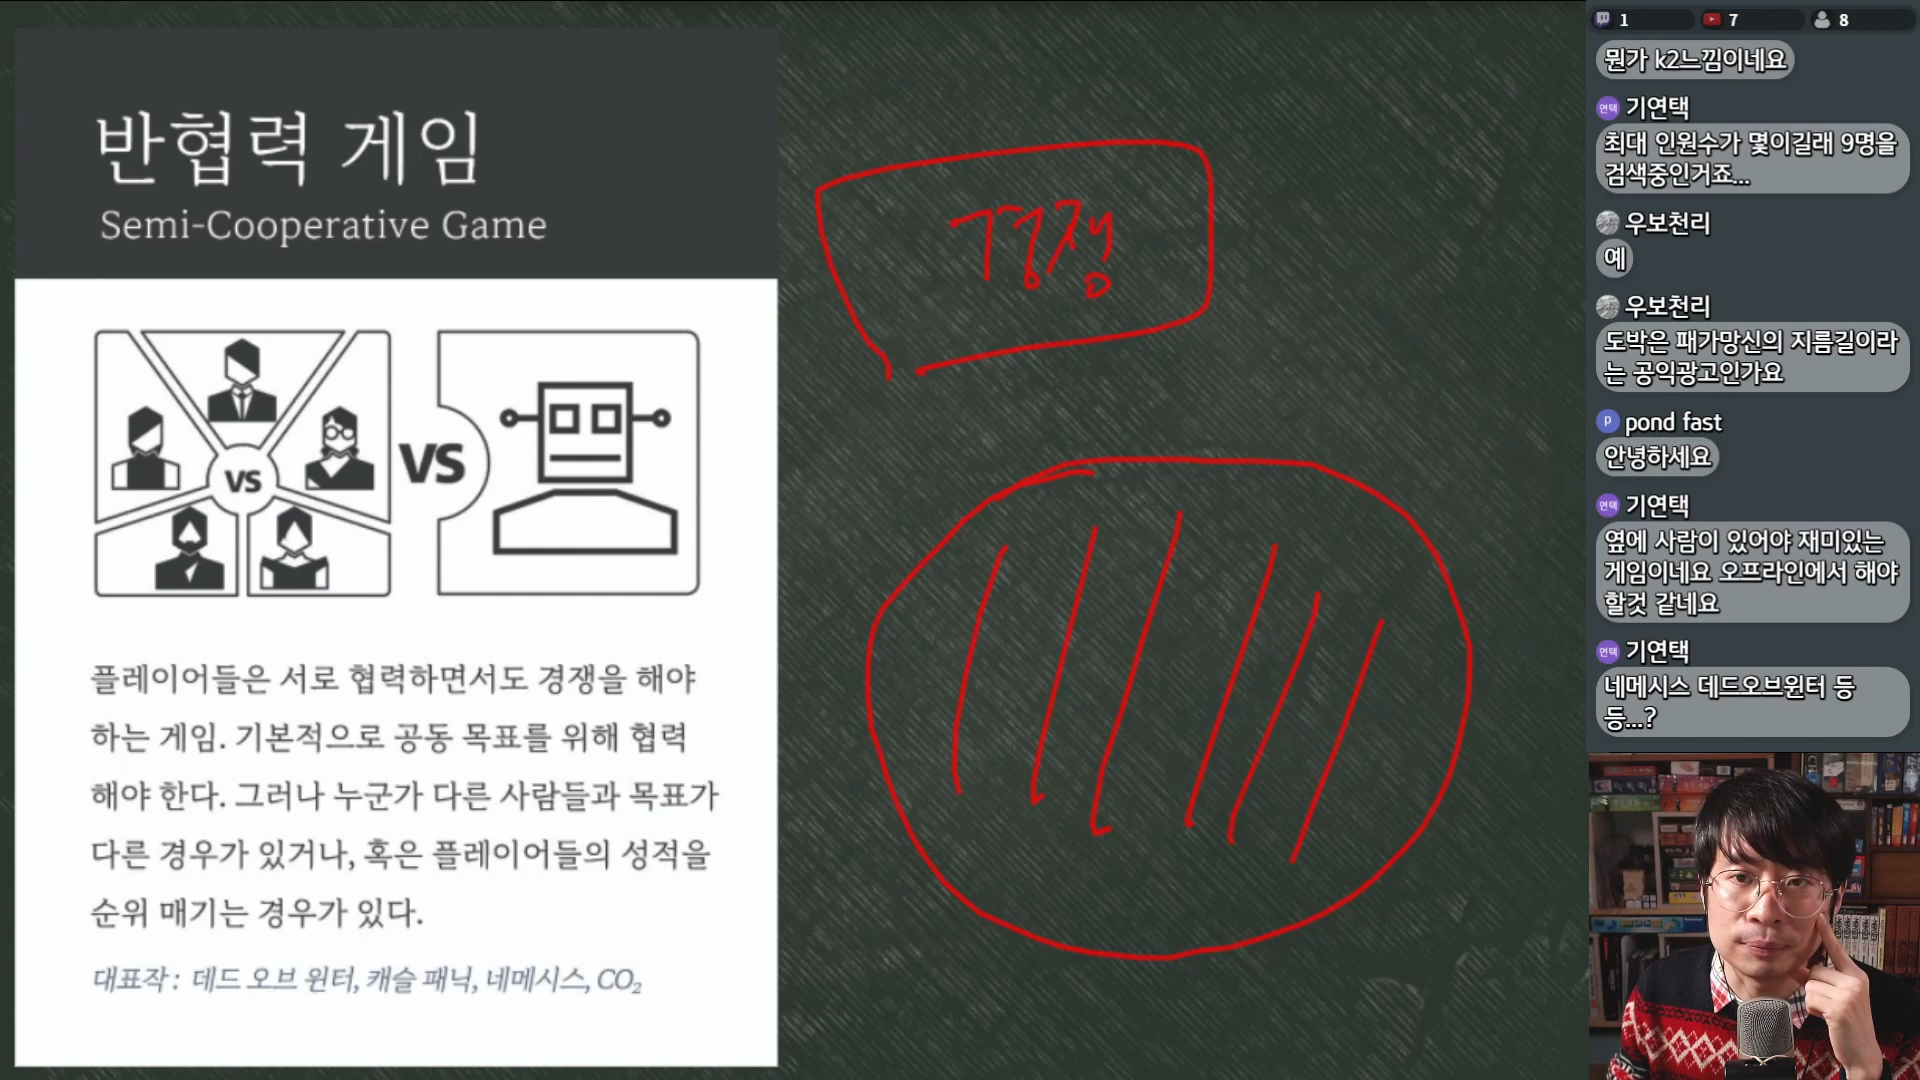 반협력 게임
Semi-Cooperative Game
VS
VS
플레이어들은 서로 협력하면서도 경쟁을 해야
하는 게임. 기본적으로 공동 목표를 위해 협력
해야 한다. 그러나 누군가 다른 사람들과 목표가
다른 경우가 있거나, 혹은 플레이어들의 성적을
순위 매기는 경우가 있다.
대표작 : 데드 오브 윈터, 캐슬 패닉, 네메시스, CO₂
경쟁
1
7
8
뭔가 k2느낌이네요
연택 기연택
최대 인원수가 몇이길래 9명을
검색중인거죠...
우보천리
예
우보천리
도박은 패가망신의 지름길이라
는 공익광고인가요
P pond fast
안녕하세요
연택 기연택
옆에 사람이 있어야 재미있는
게임이네요 오프라인에서 해야
할것 같네요
연택 기연택
네메시스 데드오브윈터 등
등...?